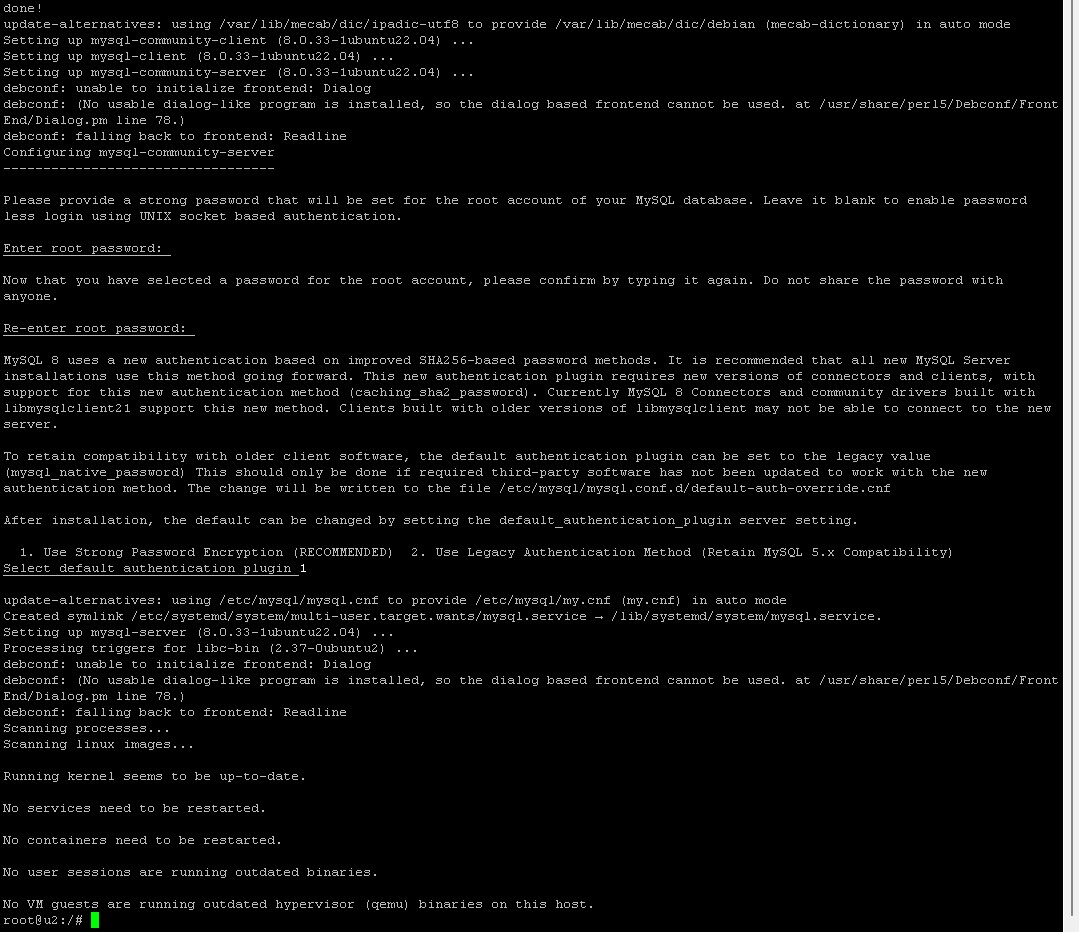 done!
update-alternatives: using /var/lib/mecab/dic/ipadic-utf8 to provide /var/lib/mecab/dic/debian (mecab-dictionary) in auto mode
Setting up mysql-community-client (8.0.33-1ubuntu22.04) ...
Setting up mysql-client (8.0.33-1ubuntu22.04) ...
Setting up mysql-community-server (8.0.33-1ubuntu22.04) ...
debconf: unable to initialize frontend: Dialog
debconf: (No usable dialog-like program is installed, so the dialog based frontend cannot be used. at /usr/share/perl5/Debconf/Front
End/Dialog.pm line 78.)
debconf: falling back to frontend: Readline
Configuring mysql-community-server
----------------------------------
Please provide a strong password that will be set for the root account of your MySQL database. Leave it blank to enable password
less login using UNIX socket based authentication.
Enter root password:
Now that you have selected a password for the root account, please confirm by typing it again. Do not share the password with
anyone.
Re-enter root password:
MySQL 8 uses a new authentication based on improved SHA256-based password methods. It is recommended that all new MySQL Server
installations use this method going forward. This new authentication plugin requires new versions of connectors and clients, with
support for this new authentication method (caching_sha2_password). Currently MySQL 8 Connectors and community drivers built with
libmysqlclient21 support this new method. Clients built with older versions of libmysqlclient may not be able to connect to the new
server.
To retain compatibility with older client software, the default authentication plugin can be set to the legacy value
(mysql_native_password) This should only be done if required third-party software has not been updated to work with the new
authentication method. The change will be written to the file /etc/mysql/mysql.conf.d/default-auth-override.cnf
After installation, the default can be changed by setting the default_authentication_plugin server setting.
1. Use Strong Password Encryption (RECOMMENDED)  2. Use Legacy Authentication Method (Retain MySQL 5.x Compatibility)
Select default authentication plugin 1
update-alternatives: using /etc/mysql/mysql.cnf to provide /etc/mysql/my.cnf (my.cnf) in auto mode
Created symlink /etc/systemd/system/multi-user.target.wants/mysql.service → /lib/systemd/system/mysql.service.
Setting up mysql-server (8.0.33-1ubuntu22.04) ...
Processing triggers for libc-bin (2.37-0ubuntu2) ...
debconf: unable to initialize frontend: Dialog
debconf: (No usable dialog-like program is installed, so the dialog based frontend cannot be used. at /usr/share/perl5/Debconf/Front
End/Dialog.pm line 78.)
debconf: falling back to frontend: Readline
Scanning processes...
Scanning linux images...
Running kernel seems to be up-to-date.
No services need to be restarted.
No containers need to be restarted.
No user sessions are running outdated binaries.
No VM guests are running outdated hypervisor (qemu) binaries on this host.
root@u2:/#